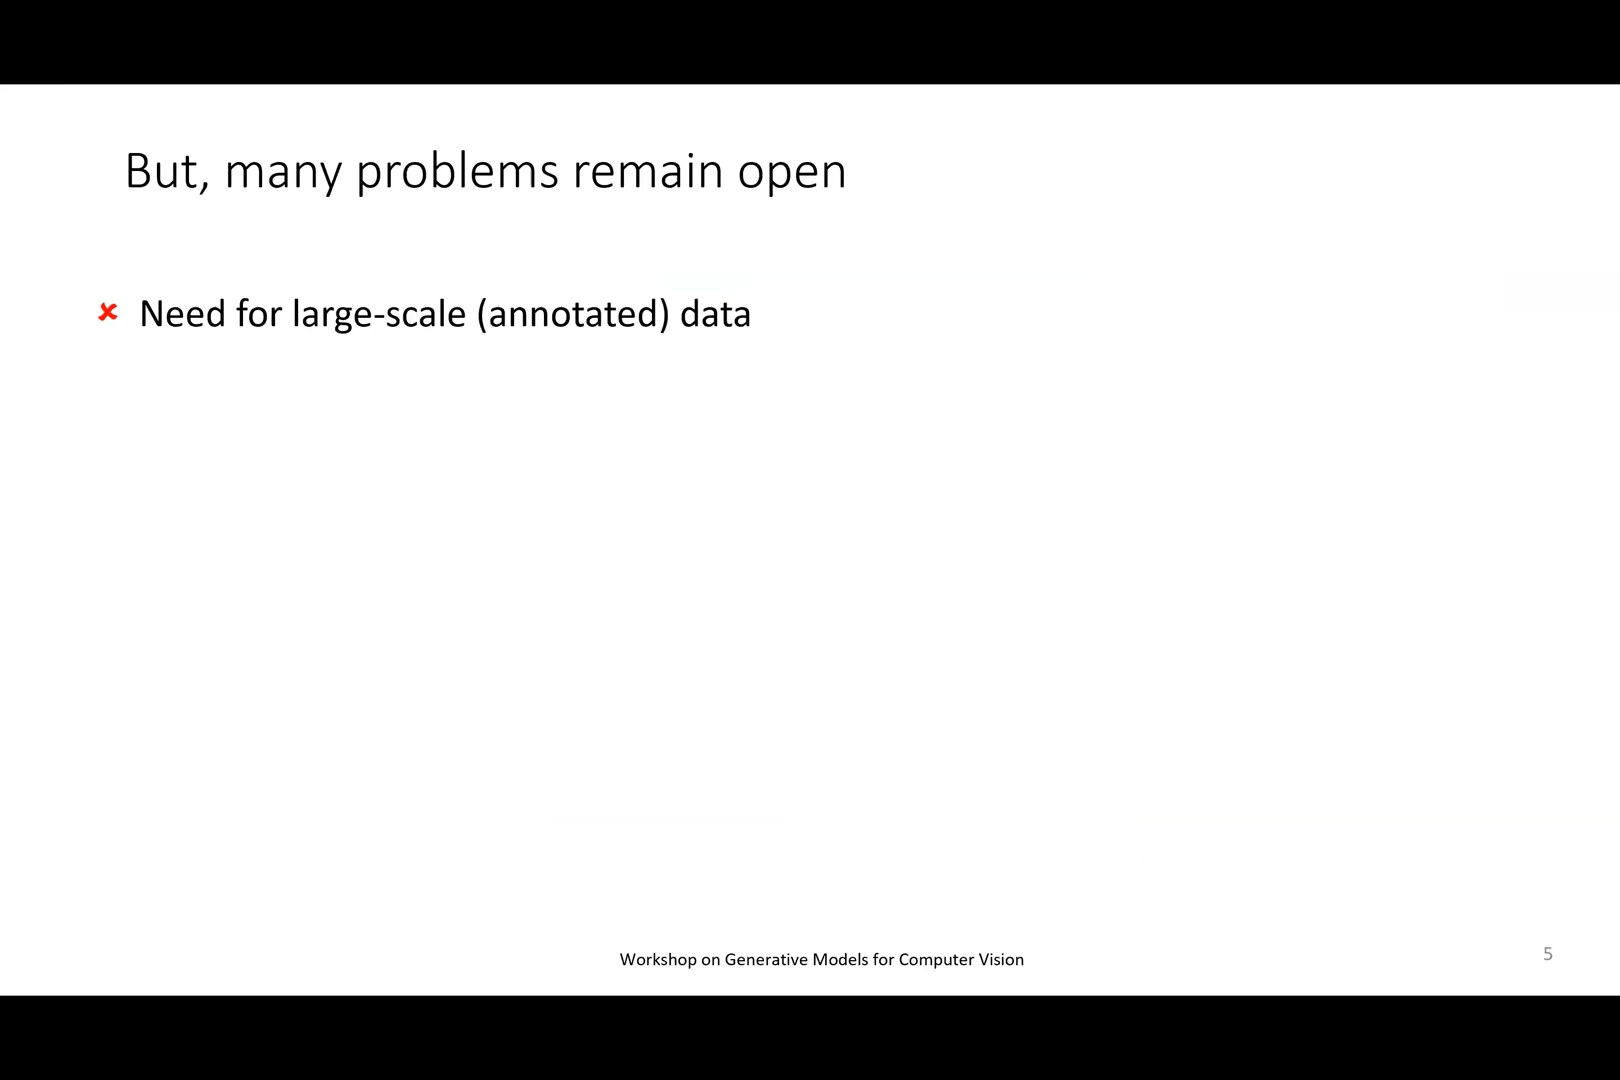 But, many problems remain open
✘ Need for large-scale (annotated) data
Workshop on Generative Models for Computer Vision
5